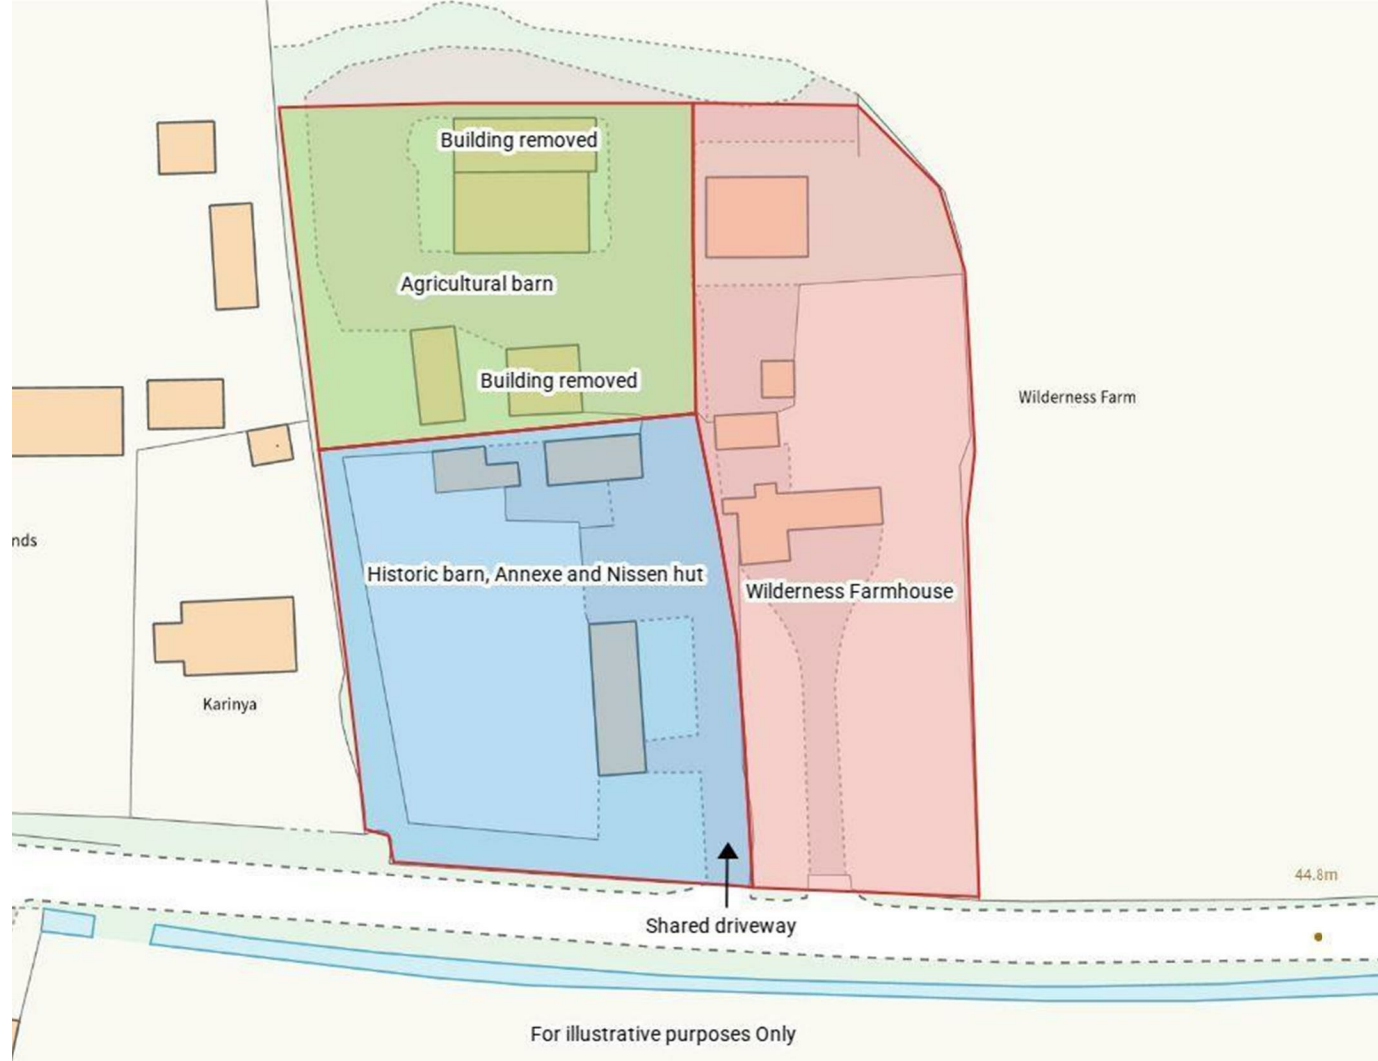 Building removed
Agricultural barn
Building removed
Wilderness Farm
nds
Historic barn, Annexe and Nissen hut
Wilderness Farmhouse
Karinya
44.8m
Shared driveway
For illustrative purposes Only